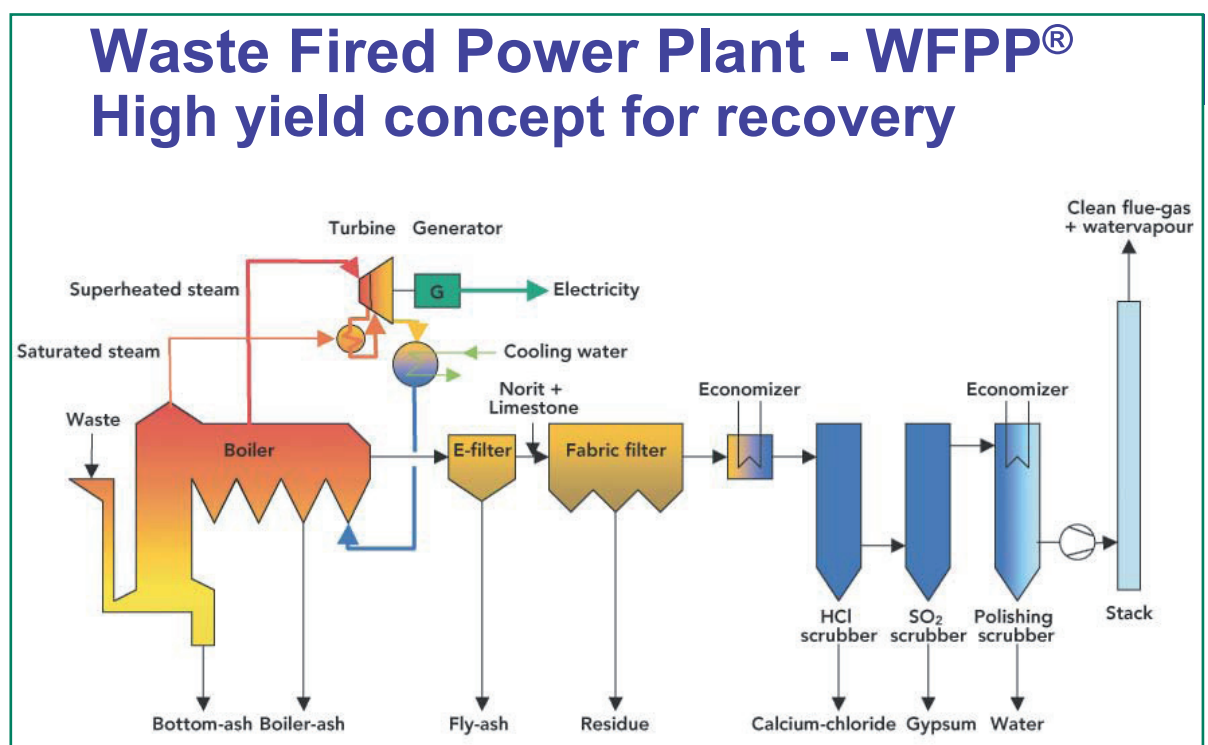 Waste Fired Power Plant - WFPP®
High yield concept for recovery
Clean flue-gas
+ watervapour
Turbine Generator
Superheated steam
G
Electricity
Saturated steam
Cooling water
Norit +
Limestone
Economizer
Economizer
Waste
Boiler
E-filter
Fabric filter
HCl
scrubber
SO₂
scrubber
Polishing
scrubber
Stack
Bottom-ash
Boiler-ash
Fly-ash
Residue
Calcium-chloride
Gypsum
Water